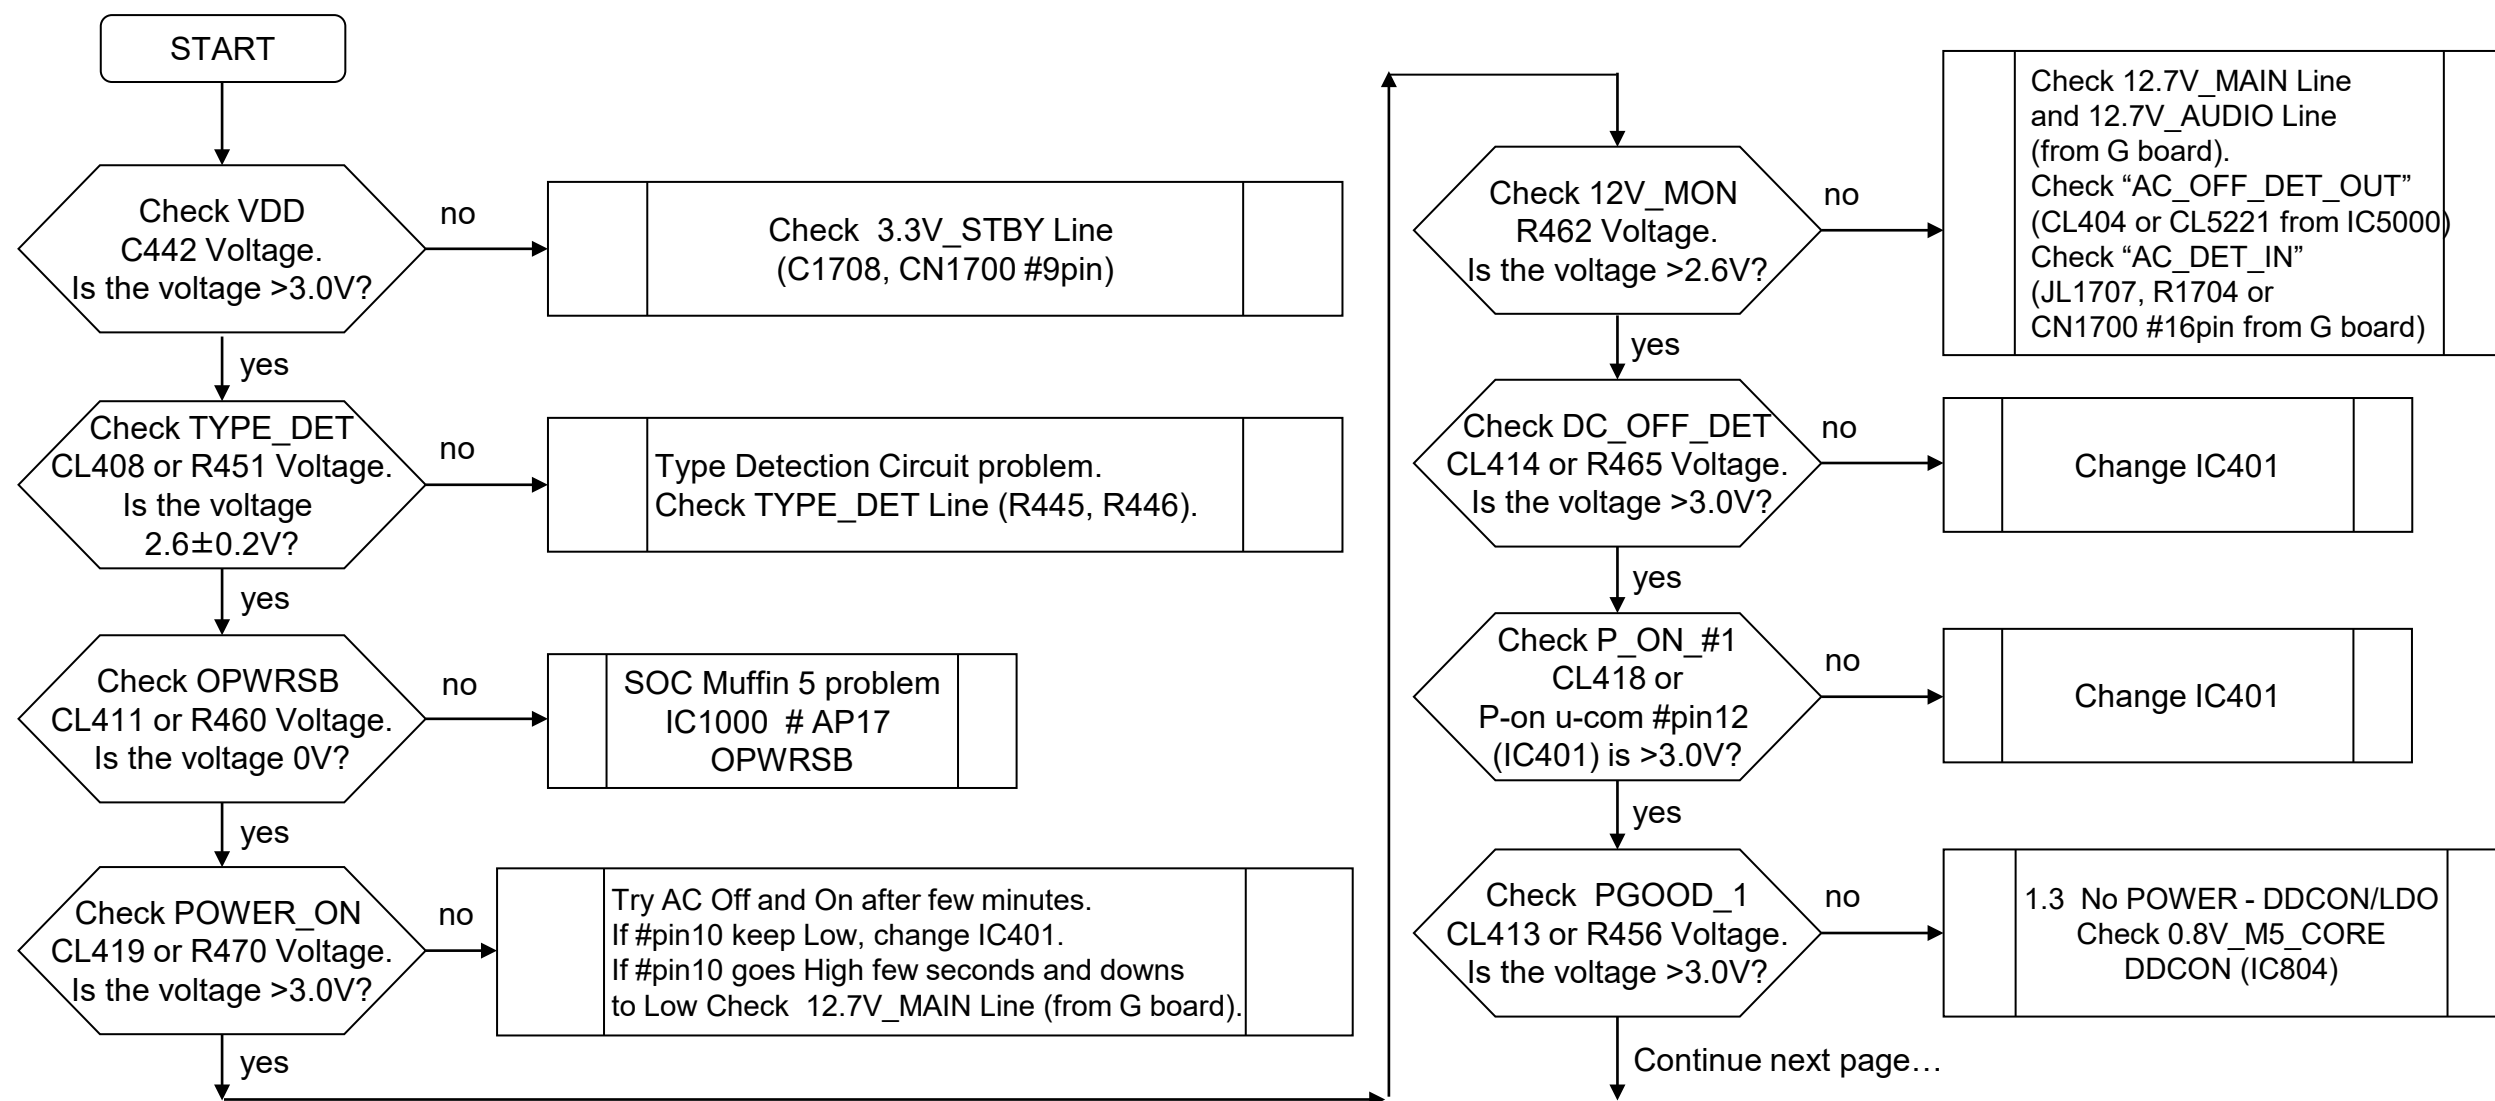 START
Check VDD
C442 Voltage.
Is the voltage >3.0V?
no
Check 3.3V_STBY Line
(C1708, CN1700 #9pin)
yes
Check TYPE_DET
CL408 or R451 Voltage.
Is the voltage
2.6±0.2V?
no
Type Detection Circuit problem.
Check TYPE_DET Line (R445, R446).
yes
Check OPWRSB
CL411 or R460 Voltage.
Is the voltage 0V?
no
SOC Muffin 5 problem
IC1000 # AP17
OPWRSB
yes
Check POWER_ON
CL419 or R470 Voltage.
Is the voltage >3.0V?
no
Try AC Off and On after few minutes.
If #pin10 keep Low, change IC401.
If #pin10 goes High few seconds and downs
to Low Check 12.7V_MAIN Line (from G board).
yes
Check 12V_MON
R462 Voltage.
Is the voltage >2.6V?
no
Check 12.7V_MAIN Line
and 12.7V_AUDIO Line
(from G board).
Check “AC_OFF_DET_OUT”
(CL404 or CL5221 from IC5000)
Check “AC_DET_IN”
(JL1707, R1704 or
CN1700 #16pin from G board)
yes
Check DC_OFF_DET
CL414 or R465 Voltage.
Is the voltage >3.0V?
no
Change IC401
yes
Check P_ON_#1
CL418 or
P-on u-com #pin12
(IC401) is >3.0V?
no
Change IC401
yes
Check PGOOD_1
CL413 or R456 Voltage.
Is the voltage >3.0V?
no
1.3 No POWER - DDCON/LDO
Check 0.8V_M5_CORE
DDCON (IC804)
Continue next page…